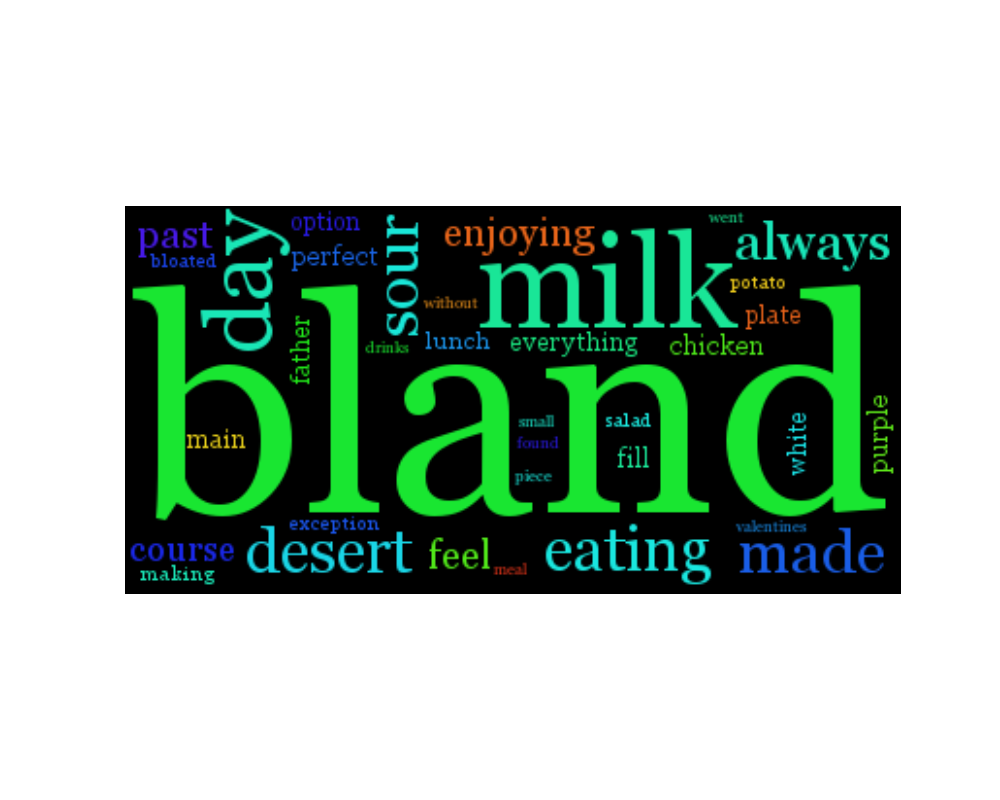 went
past
option
enjoying
always
bloated
day
perfect
sour
milk
potato
without
plate
father
drinks
lunch
everything
chicken
bland
main
small
salad
found
fill
piece
white
purple
exception
valentines
course
desert
feel
eating
made
making
meal